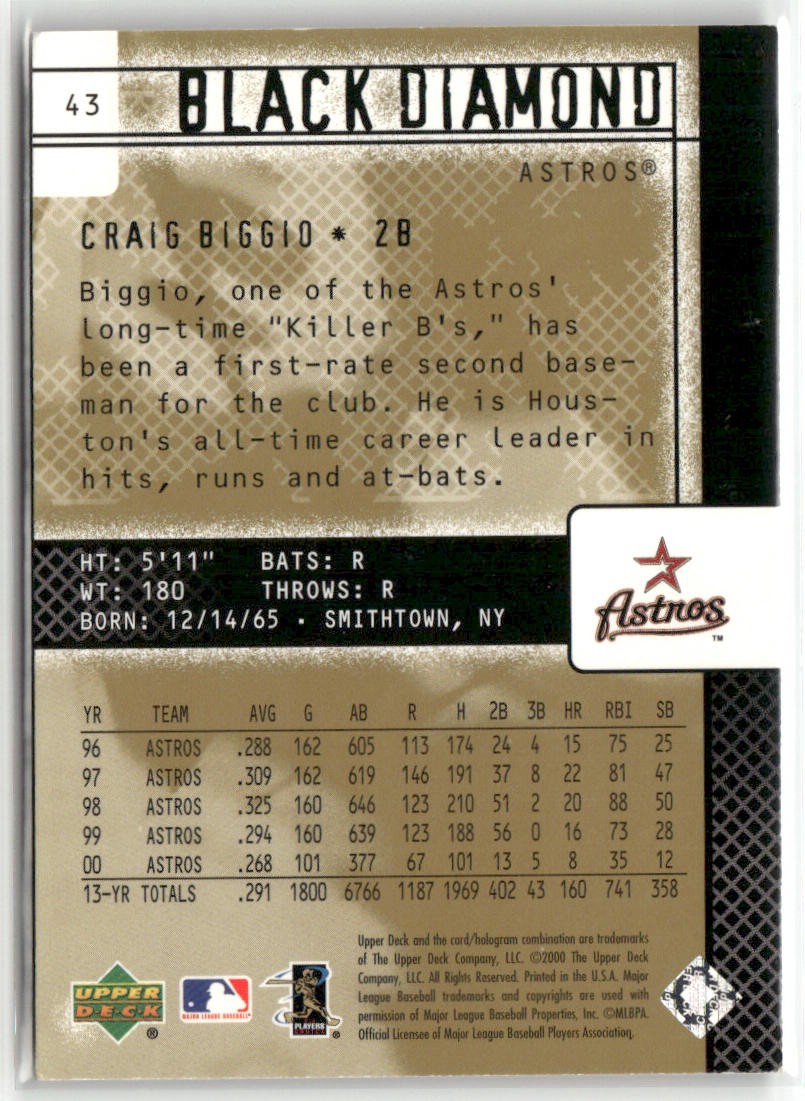 43
BLACK DIAMOND
ASTROS®
CRAIG BIGGIO * 2B
Biggio, one of the Astros'
long-time "Killer B's," has
been a first-rate second base-
man for the club. He is Hous-
ton's all-time career leader in
hits, runs and at-bats.
HT: 5'11" BATS: R
WT: 180 THROWS: R
BORN: 12/14/65 · SMITHTOWN, NY
Astros
TM
YR TEAM AVG G AB R H 2B 3B HR RBI SB
96 ASTROS .288 162 605 113 174 24 4 15 75 25
97 ASTROS .309 162 619 146 191 37 8 22 81 47
98 ASTROS .325 160 646 123 210 51 2 20 88 50
99 ASTROS .294 160 639 123 188 56 0 16 73 28
00 ASTROS .268 101 377 67 101 13 5 8 35 12
13-YR TOTALS .291 1800 6766 1187 1969 402 43 160 741 358
Upper Deck and the card/hologram combination are trademarks
of The Upper Deck Company, LLC. ©2000 The Upper Deck
Company, LLC. All Rights Reserved. Printed in the U.S.A. Major
League Baseball trademarks and copyrights are used with
permission of Major League Baseball Properties, Inc. ©MLBPA.
Official Licensee of Major League Baseball Players Association.
UPPER
DECK
®
MAJOR LEAGUE BASEBALL
PLAYERS
®